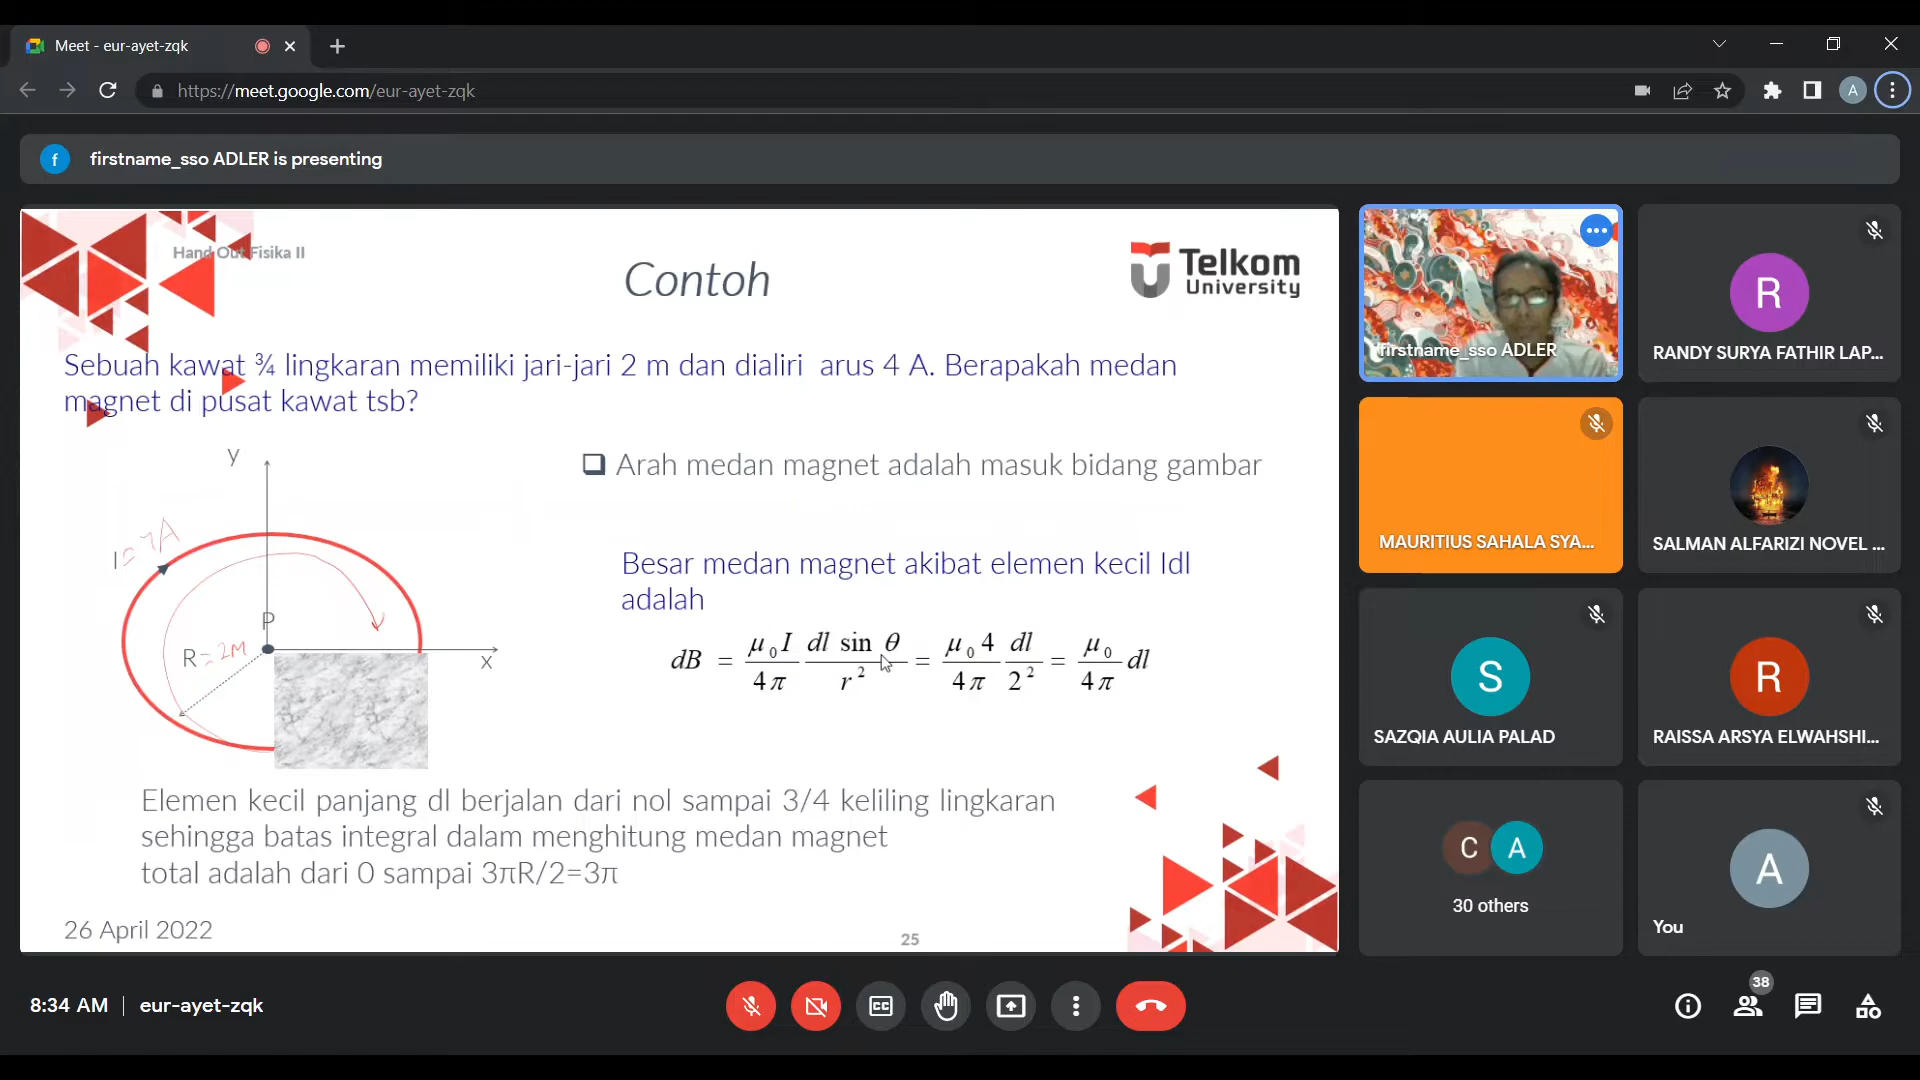 Meet - eur-ayet-zqk
https://meet.google.com/eur-ayet-zqk
A
f
firstname_sso ADLER is presenting
Hand Out Fisika II
Contoh
Telkom
University
Sebuah kawat ¾ lingkaran memiliki jari-jari 2 m dan dialiri arus 4 A. Berapakah medan
magnet di pusat kawat tsb?
y
Arah medan magnet adalah masuk bidang gambar
I
Besar medan magnet akibat elemen kecil Idl
adalah
P
R = 2M
x
dB = μ₀I/4π dl sin θ/r² = μ₀4/4π dl/2² = μ₀/4π dl
Elemen kecil panjang dl berjalan dari nol sampai 3/4 keliling lingkaran
sehingga batas integral dalam menghitung medan magnet
total adalah dari 0 sampai 3πR/2=3π
26 April 2022
25
firstname_sso ADLER
R
RANDY SURYA FATHIR LAP...
MAURITIUS SAHALA SYA...
SALMAN ALFARIZI NOVEL ...
S
SAZQIA AULIA PALAD
R
RAISSA ARSYA ELWAHSHI...
C A
30 others
A
You
8:34 AM | eur-ayet-zqk
CC
38